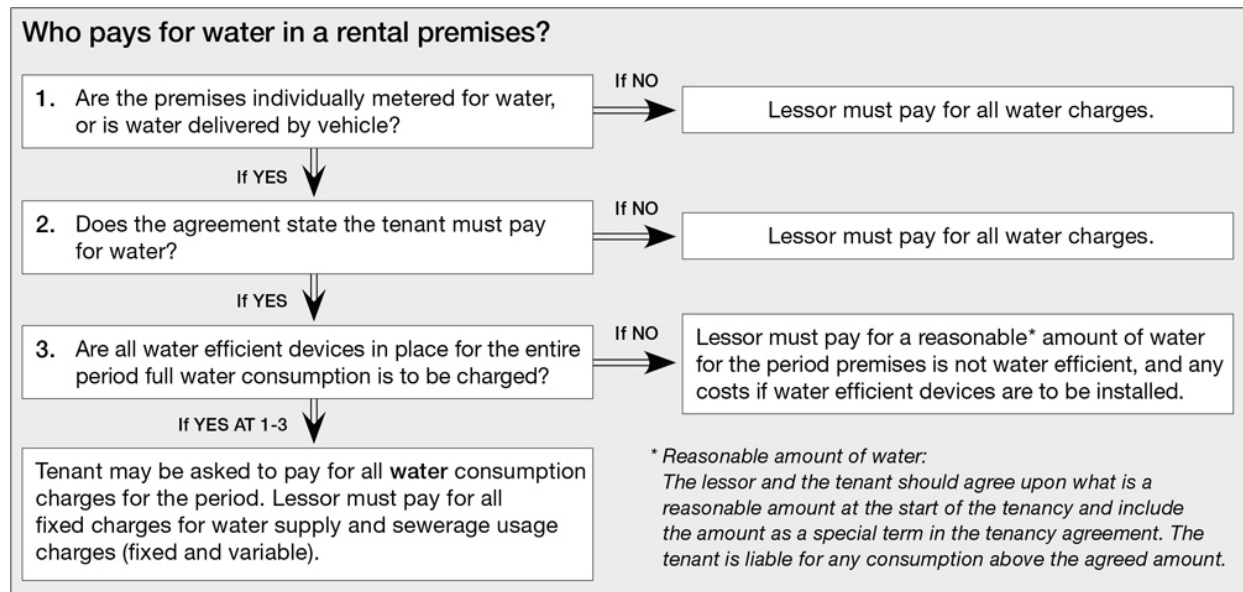 Who pays for water in a rental premises?
1. Are the premises individually metered for water,
or is water delivered by vehicle?
If NO
Lessor must pay for all water charges.
If YES
2. Does the agreement state the tenant must pay
for water?
If NO
Lessor must pay for all water charges.
If YES
3. Are all water efficient devices in place for the entire
period full water consumption is to be charged?
If NO
Lessor must pay for a reasonable* amount of water
for the period premises is not water efficient, and any
costs if water efficient devices are to be installed.
If YES AT 1-3
Tenant may be asked to pay for all water consumption
charges for the period. Lessor must pay for all
fixed charges for water supply and sewerage usage
charges (fixed and variable).
* Reasonable amount of water:
The lessor and the tenant should agree upon what is a
reasonable amount at the start of the tenancy and include
the amount as a special term in the tenancy agreement. The
tenant is liable for any consumption above the agreed amount.